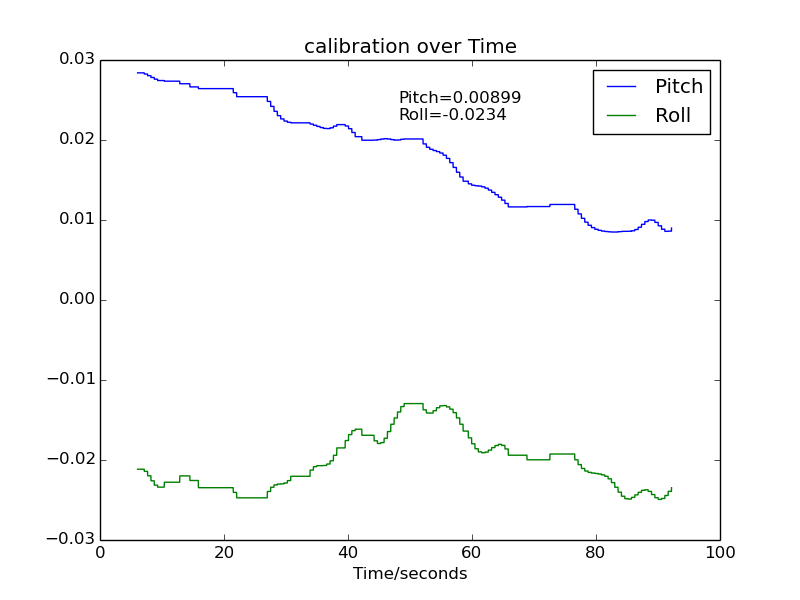 calibration over Time
Pitch=0.00899
Roll=-0.0234
Pitch
Roll
0.03
0.02
0.01
0.00
−0.01
−0.02
−0.03
0 20 40 60 80 100
Time/seconds